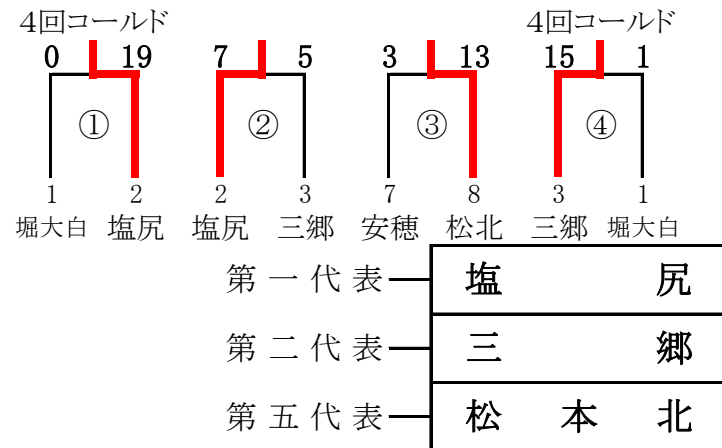 4回コールド 4回コールド
0 19 7 5 3 13 15 1
① ② ③ ④
1 2 2 3 7 8 3 1
堀大白 塩尻 塩尻 三郷 安穂 松北 三郷 堀大白
第一代表 塩尻
第二代表 三郷
第五代表 松本北